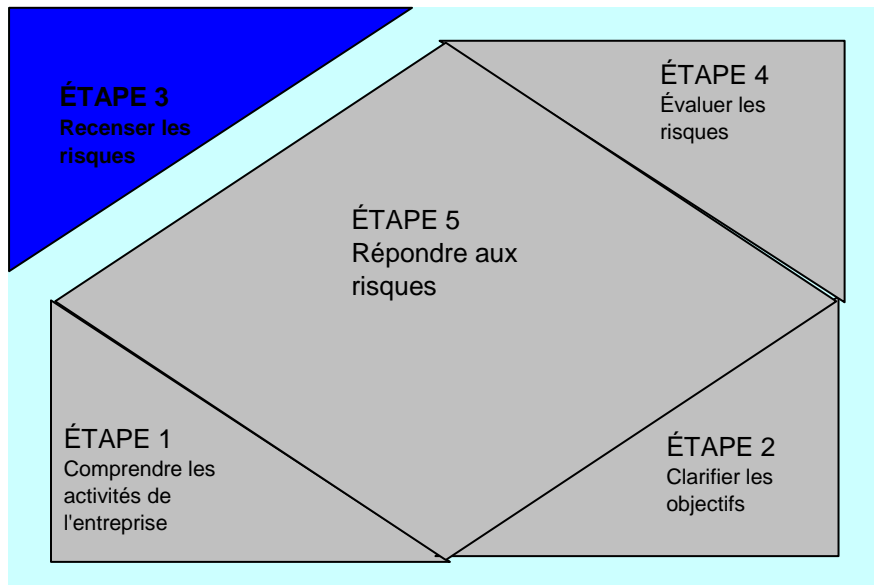 ÉTAPE 3
Recenser les
risques
ÉTAPE 4
Évaluer les
risques
ÉTAPE 5
Répondre aux
risques
ÉTAPE 1
Comprendre les
activités de
l'entreprise
ÉTAPE 2
Clarifier les
objectifs